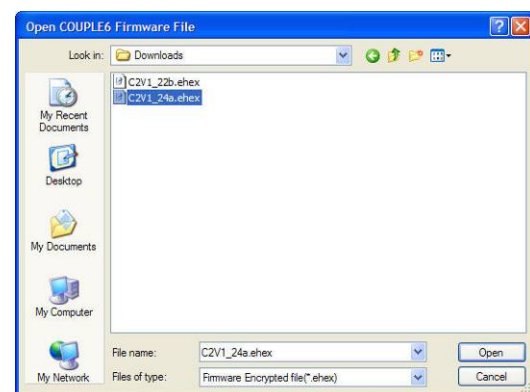 Open COUPLE6 Firmware File
Look in:
Downloads
C2V1_22b.ehex
C2V1_24a.ehex
My Recent
Documents
Desktop
My Documents
My Computer
My Network
File name:
C2V1_24a.ehex
Open
Files of type:
Firmware Encrypted file(*.ehex)
Cancel